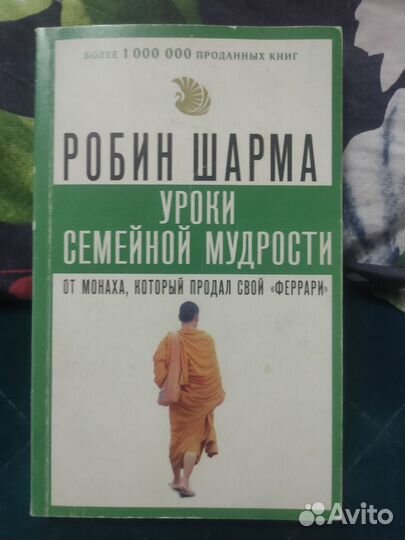 БОЛЕЕ 1 000 000 ПРОДАННЫХ КНИГ
РОБИН ШАРМА
УРОКИ
СЕМЕЙНОЙ МУДРОСТИ
ОТ МОНАХА, КОТОРЫЙ ПРОДАЛ СВОЙ «ФЕРРАРИ»
Avito